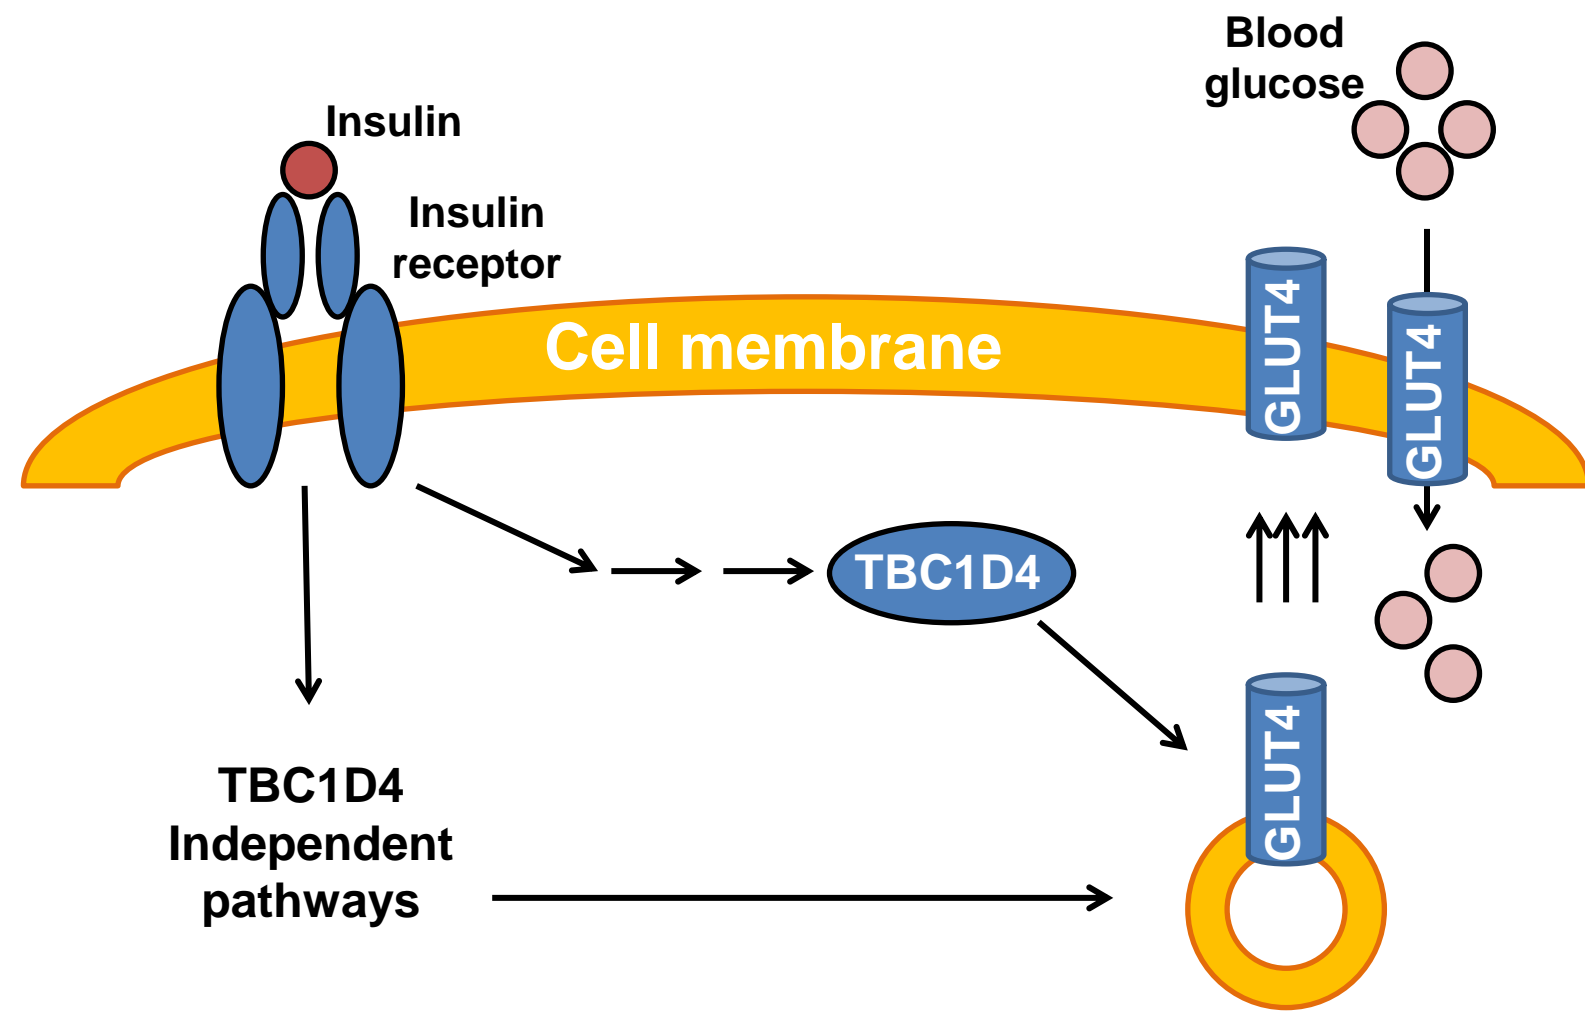 Blood
glucose
Insulin
Insulin
receptor
Cell membrane
GLUT4
GLUT4
TBC1D4
GLUT4
TBC1D4
Independent
pathways